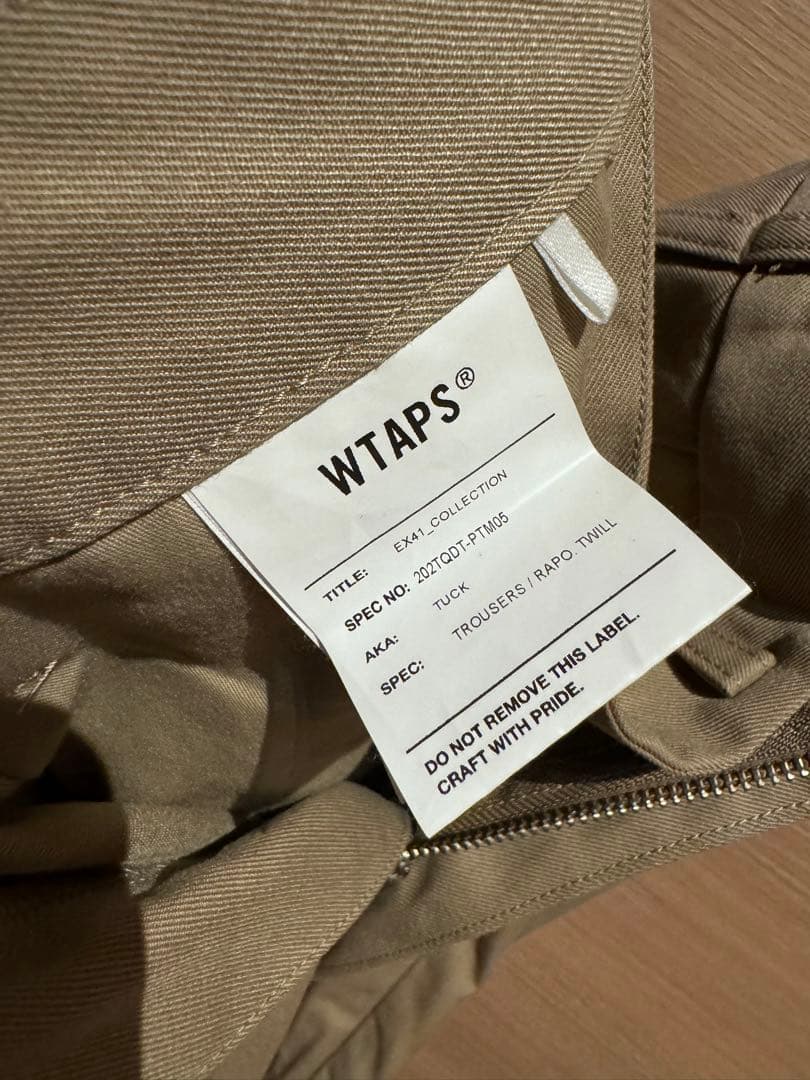 WTAPS®
TITLE: EX41_COLLECTION
SPEC NO: 202TQDT-PTM05
AKA: TUCK
SPEC: TROUSERS / RAPO. TWILL
DO NOT REMOVE THIS LABEL.
CRAFT WITH PRIDE.